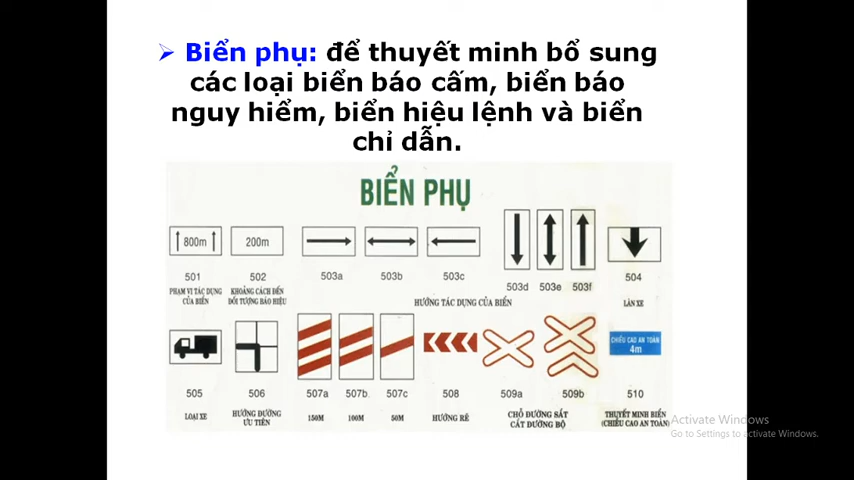 Biển phụ: để thuyết minh bổ sung
các loại biển báo cấm, biển báo
nguy hiểm, biển hiệu lệnh và biển
chỉ dẫn.
BIỂN PHỤ
800m
200m
501
502
503a
503b
503c
503d
503e
503f
504
PHẠM VI TÁC DỤNG
CỦA BIỂN
KHOẢNG CÁCH ĐẾN
ĐỐI TƯỢNG BÁO HIỆU
HƯỚNG TÁC DỤNG CỦA BIỂN
LÀN XE
CHIỀU CAO AN TOÀN
4m
505
506
507a
507b
507c
508
509a
509b
510
LOẠI XE
HƯỚNG ĐƯỜNG
ƯU TIÊN
150M
100M
50M
HƯỚNG RẼ
CHỖ ĐƯỜNG SẮT
CẮT ĐƯỜNG BỘ
THUYẾT MINH BIỂN
(CHIỀU CAO AN TOÀN)
Activate Windows
Go to Settings to activate Windows.